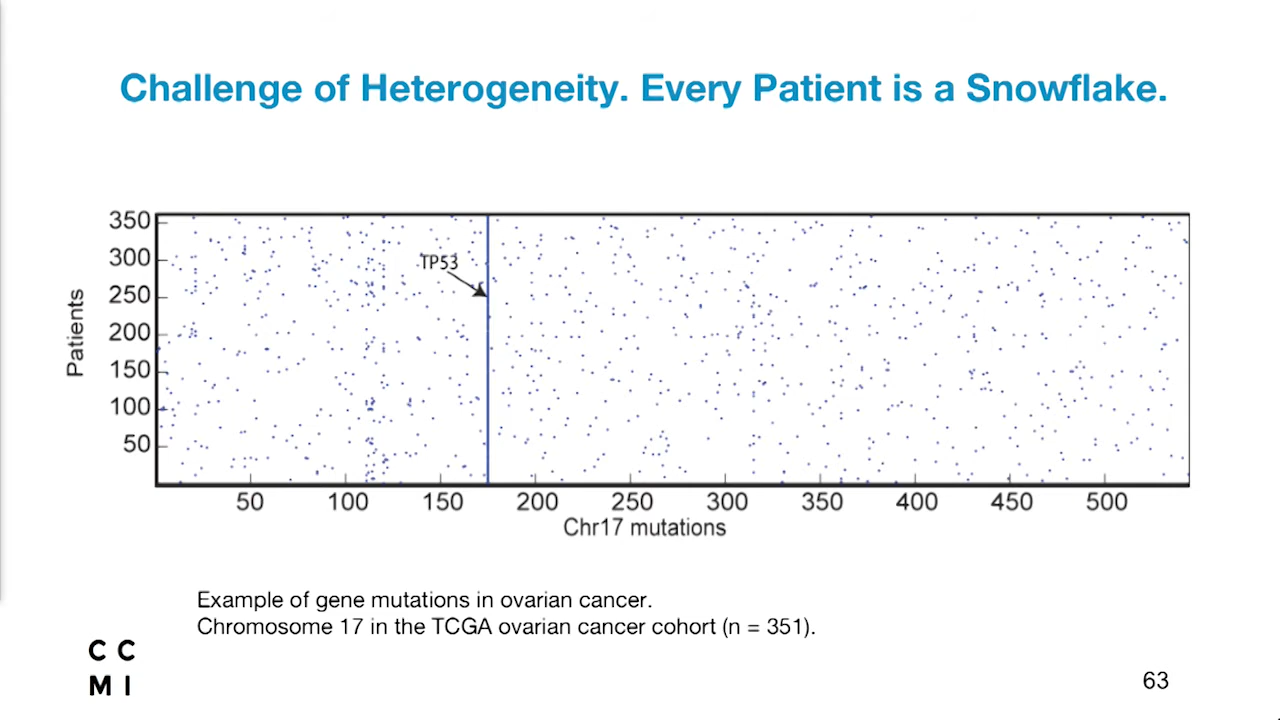 Challenge of Heterogeneity. Every Patient is a Snowflake.
350
300
250
200
150
100
50
Patients
TP53
50 100 150 200 250 300 350 400 450 500
Chr17 mutations
Example of gene mutations in ovarian cancer.
Chromosome 17 in the TCGA ovarian cancer cohort (n = 351).
C C
M I
63